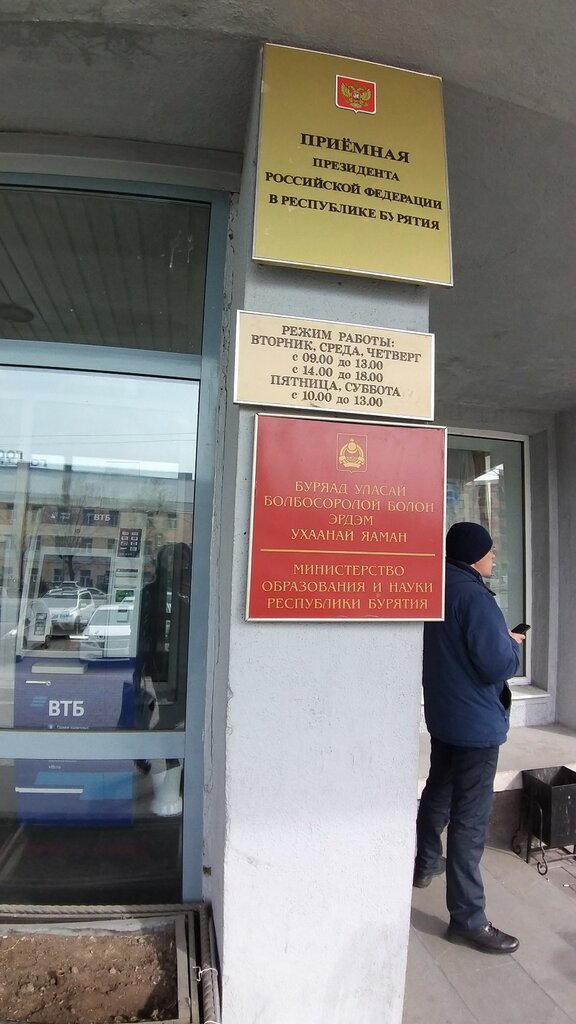 ПРИЁМНАЯ
ПРЕЗИДЕНТА
РОССИЙСКОЙ ФЕДЕРАЦИИ
В РЕСПУБЛИКЕ БУРЯТИЯ
РЕЖИМ РАБОТЫ:
ВТОРНИК, СРЕДА, ЧЕТВЕРГ
с 09.00 до 13.00
с 14.00 до 18.00
ПЯТНИЦА, СУББОТА
с 10.00 до 13.00
БУРЯАД УЛАСАЙ
БОЛБОСОРОЛОЙ БОЛОН
ЭРДЭМ
УХААНАЙ ЯАМАН
МИНИСТЕРСТВО
ОБРАЗОВАНИЯ И НАУКИ
РЕСПУБЛИКИ БУРЯТИЯ
ВТБ
ВТБ